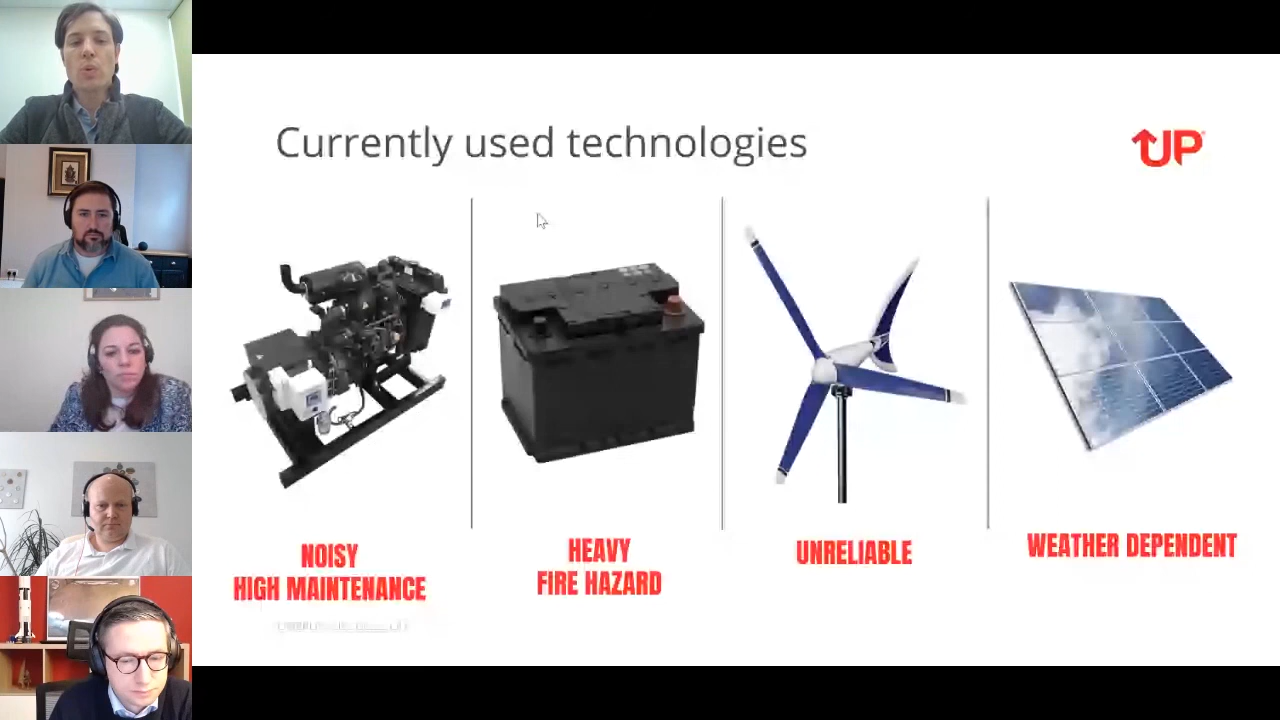 Currently used technologies
UP
NOISY
HIGH MAINTENANCE
HEAVY
FIRE HAZARD
UNRELIABLE
WEATHER DEPENDENT